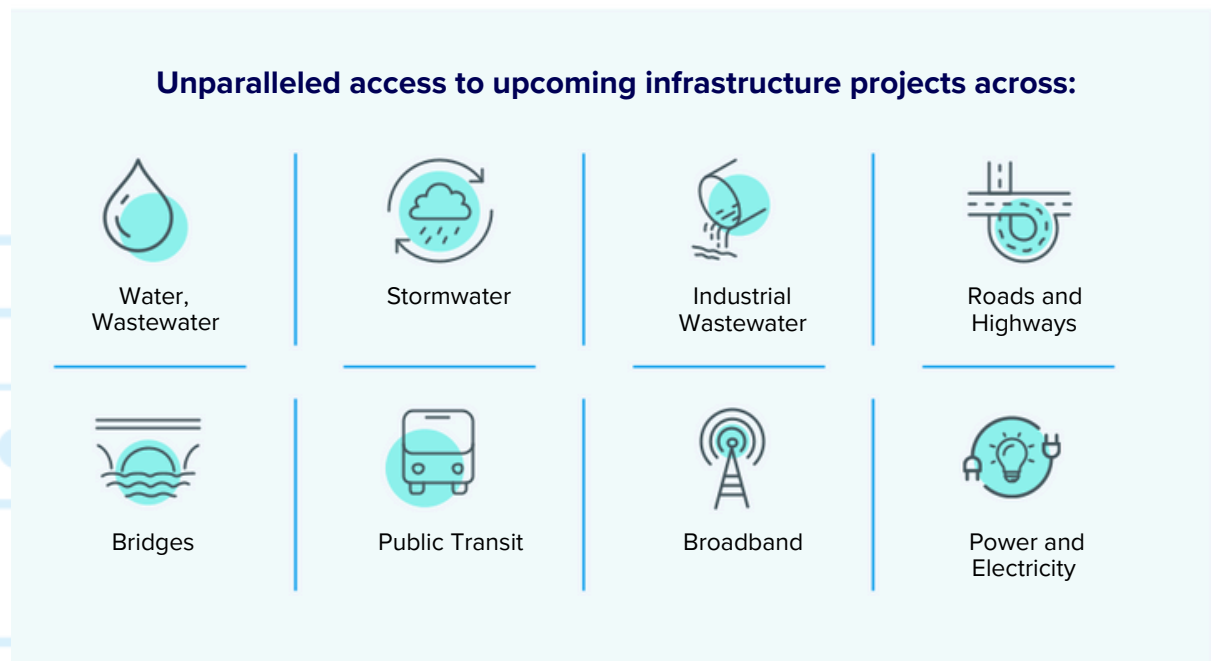 Unparalleled access to upcoming infrastructure projects across:
Water,
Wastewater
Stormwater
Industrial
Wastewater
Roads and
Highways
Bridges
Public Transit
Broadband
Power and
Electricity